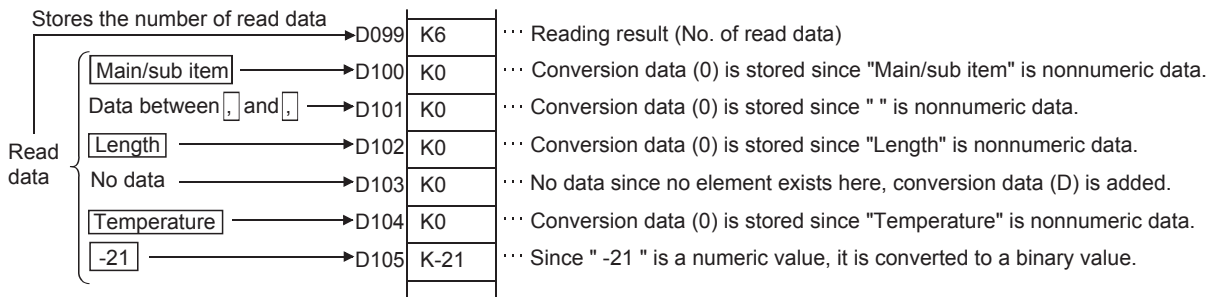 Stores the number of read data
D099 K6 ··· Reading result (No. of read data)
Main/sub item D100 K0 ··· Conversion data (0) is stored since "Main/sub item" is nonnumeric data.
Data between , and , D101 K0 ··· Conversion data (0) is stored since " " is nonnumeric data.
Length D102 K0 ··· Conversion data (0) is stored since "Length" is nonnumeric data.
Read data
No data D103 K0 ··· No data since no element exists here, conversion data (D) is added.
Temperature D104 K0 ··· Conversion data (0) is stored since "Temperature" is nonnumeric data.
-21 D105 K-21 ··· Since " -21 " is a numeric value, it is converted to a binary value.